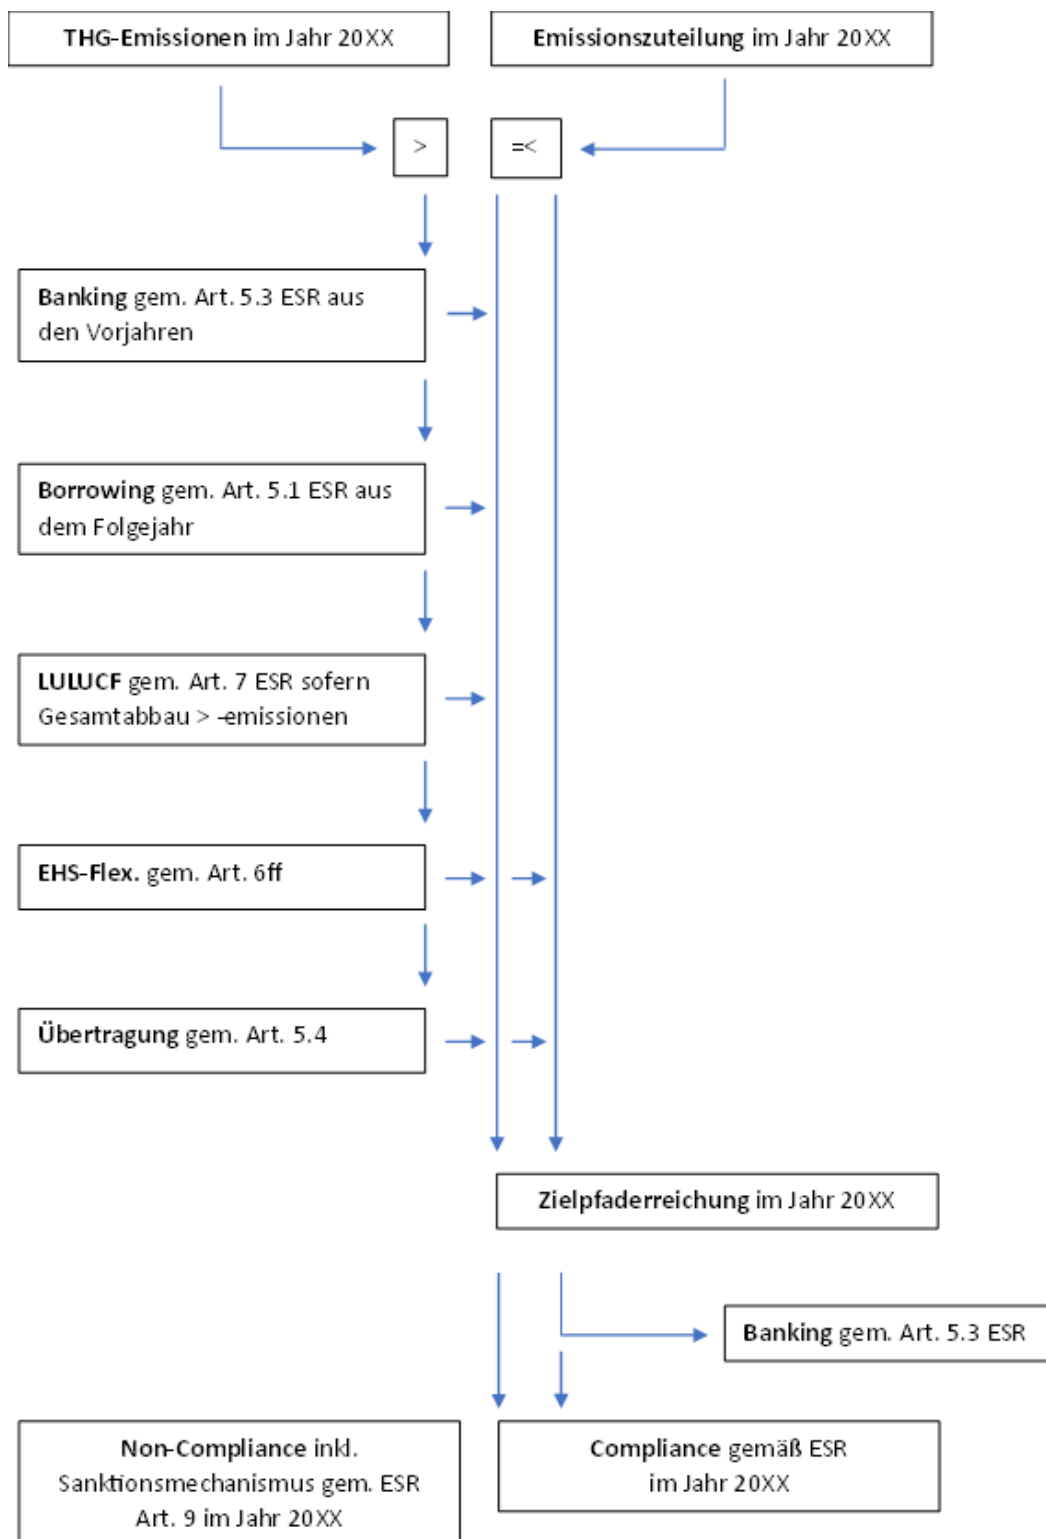 THG-Emissionen im Jahr 20XX
Emissionszuteilung im Jahr 20XX
>
=<
Banking gem. Art. 5.3 ESR aus
den Vorjahren
Borrowing gem. Art. 5.1 ESR aus
dem Folgejahr
LULUCF gem. Art. 7 ESR sofern
Gesamtabbau > -emissionen
EHS-Flex. gem. Art. 6ff
Übertragung gem. Art. 5.4
Zielpfaderreichung im Jahr 20XX
Banking gem. Art. 5.3 ESR
Non-Compliance inkl.
Sanktionsmechanismus gem. ESR
Art. 9 im Jahr 20XX
Compliance gemäß ESR
im Jahr 20XX